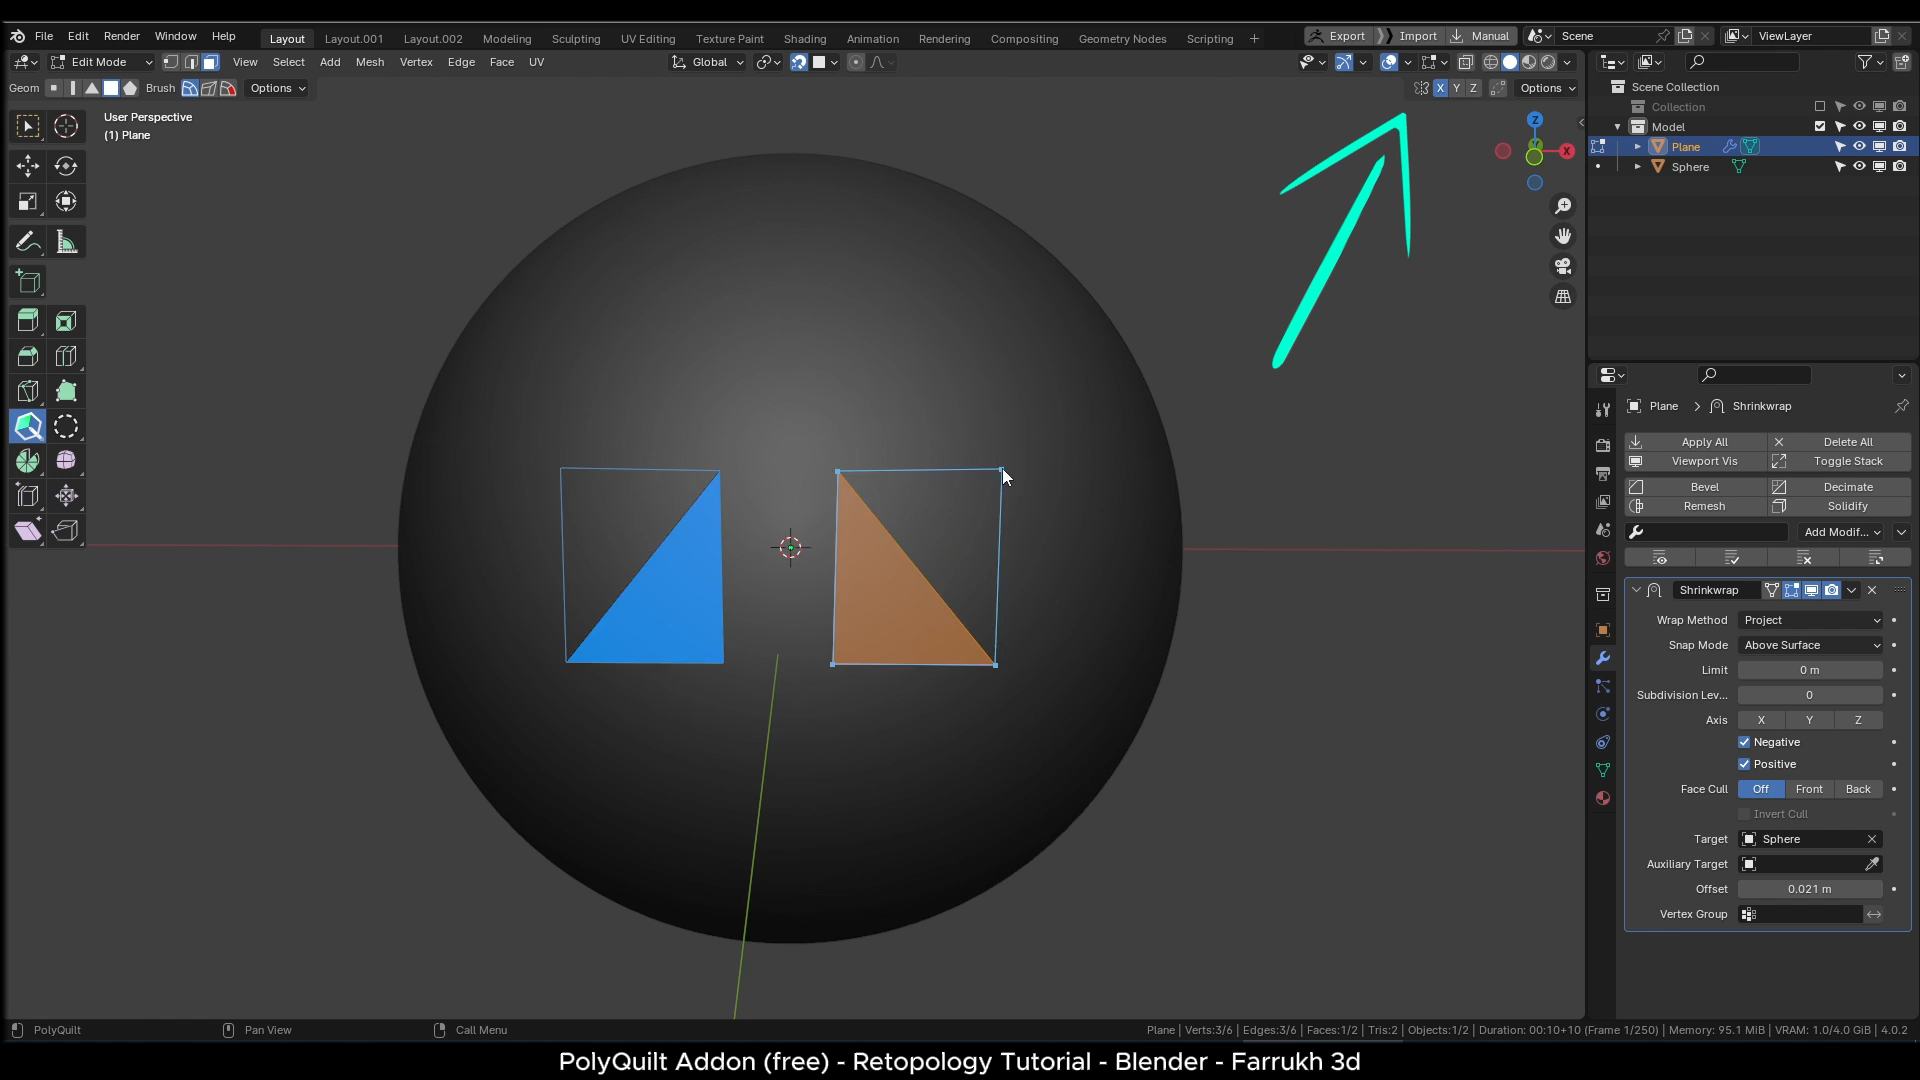 File Edit Render Window Help Layout Layout.001 Layout.002 Modeling Sculpting UV Editing Texture Paint Shading Animation Rendering Compositing Geometry Nodes Scripting + Export Import Manual Scene ViewLayer
Edit Mode View Select Add Mesh Vertex Edge Face UV Global
Geom Brush Options X Y Z Options
User Perspective
(1) Plane
Z
X
Scene Collection
Collection
Model
Plane
Sphere
Plane > Shrinkwrap
Apply All Delete All
Viewport Vis Toggle Stack
Bevel Decimate
Remesh Solidify
Add Modif...
Shrinkwrap
Wrap Method Project
Snap Mode Above Surface
Limit 0 m
Subdivision Lev... 0
Axis X Y Z
Negative
Positive
Face Cull Off Front Back
Invert Cull
Target Sphere
Auxiliary Target
Offset 0.021 m
Vertex Group
PolyQuilt Pan View Call Menu Plane | Verts:3/6 | Edges:3/6 | Faces:1/2 | Tris:2 | Objects:1/2 | Duration: 00:10+10 (Frame 1/250) | Memory: 95.1 MiB | VRAM: 1.0/4.0 GiB | 4.0.2
PolyQuilt Addon (free) - Retopology Tutorial - Blender - Farrukh 3d